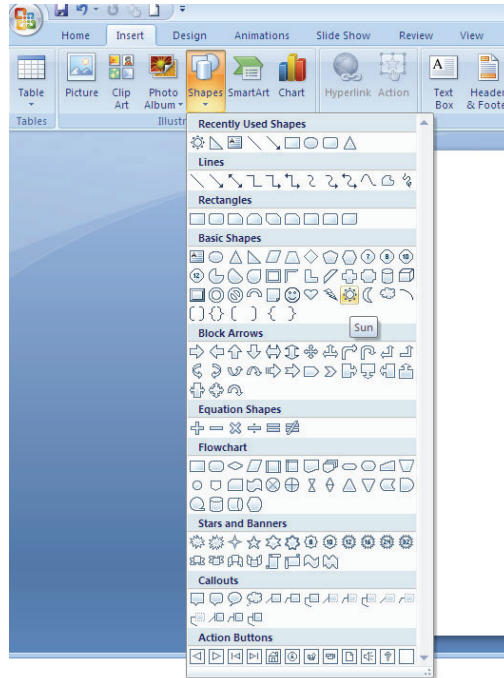 Home Insert Design Animations Slide Show Review View
Table Picture Clip Art Photo Album Shapes SmartArt Chart Hyperlink Action Text Box Header & Foote
Tables Illustr
Recently Used Shapes
Lines
Rectangles
Basic Shapes
Sun
Block Arrows
Equation Shapes
Flowchart
Stars and Banners
Callouts
Action Buttons